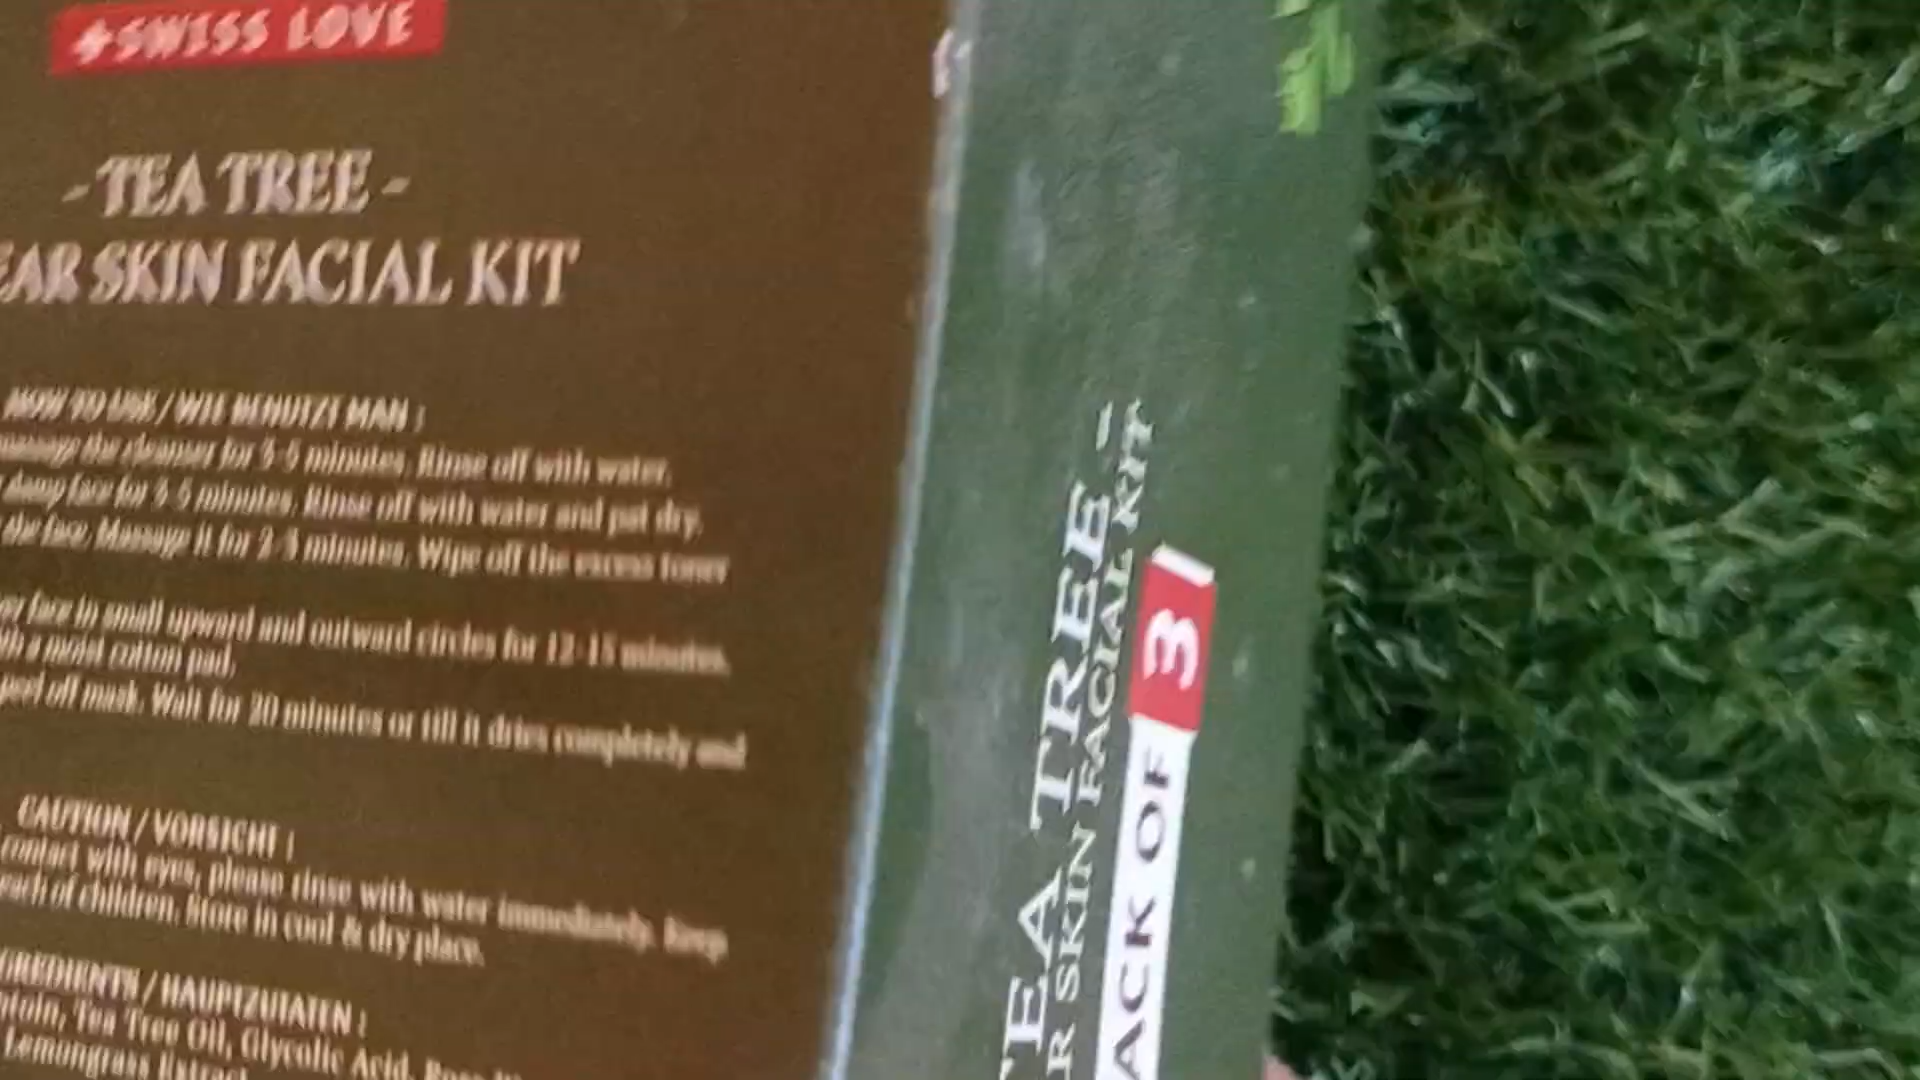 +SWISS LOVE
- TEA TREE -
EAR SKIN FACIAL KIT
HOW TO USE / WIE BENUTZT MAN :
massage the cleanser for 3-5 minutes. Rinse off with water.
damp face for 3-5 minutes. Rinse off with water and pat dry.
the face. Massage it for 2-3 minutes. Wipe off the excess toner
face in small upward and outward circles for 12-15 minutes.
a moist cotton pad.
peel off mask. Wait for 20 minutes or till it dries completely and
CAUTION / VORSICHT :
contact with eyes, please rinse with water immediately. Keep
reach of children. Store in cool & dry place.
REDIENTS / HAUPTZUTATEN :
Tea Tree Oil, Glycolic Acid,
Lemongrass Extract
TEA TREE -
R SKIN FACIAL KIT
ACK OF 3